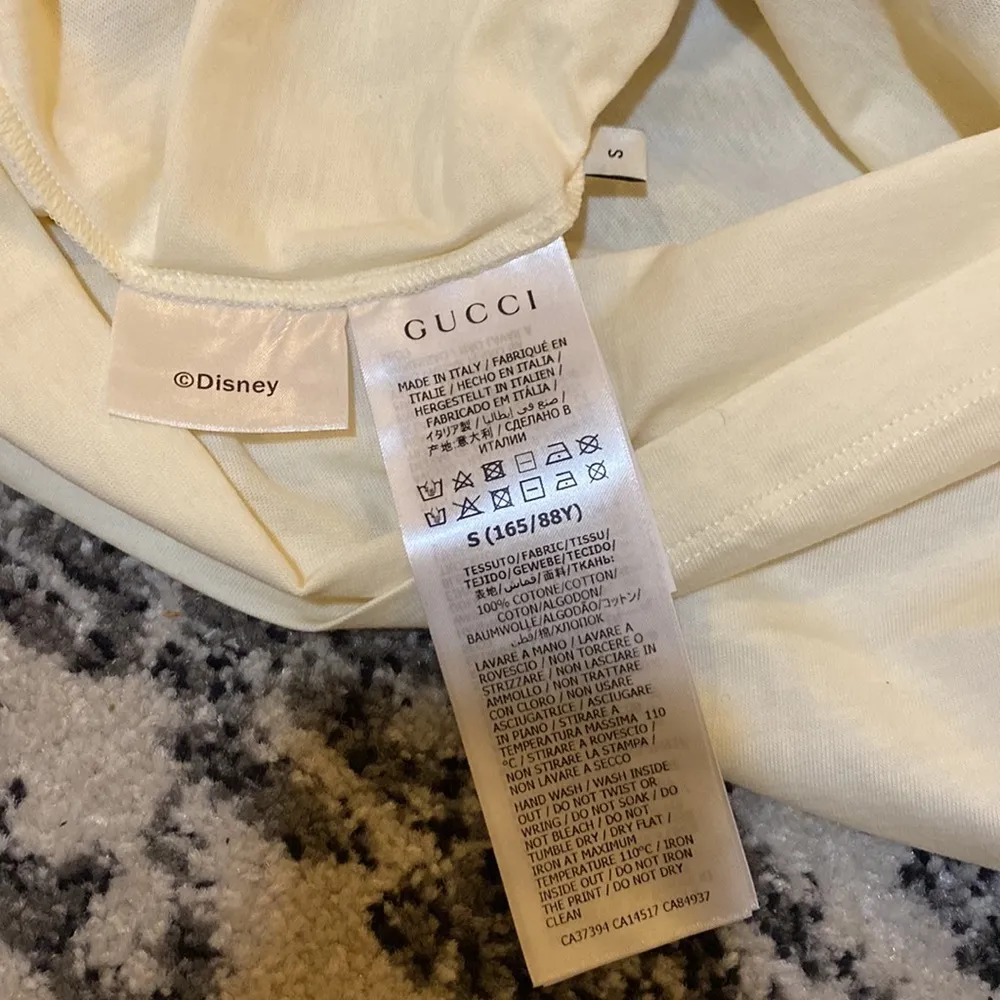 S
©Disney
GUCCI
MADE IN ITALY / FABRIQUÉ EN
ITALIE / HECHO EN ITALIA /
HERGESTELLT IN ITALIEN /
FABRICADO EM ITÁLIA /
イタリア製 / صنع في إيطاليا /
产地:意大利 / СДЕЛАНО В
ИТАЛИИ
S (165/88Y)
TESSUTO/FABRIC/TISSU/
TEJIDO/GEWEBE/TECIDO/
表地/قماش/面料/ТКАНЬ:
100% COTONE/COTTON/
COTON/ALGODON/
BAUMWOLLE/ALGODÃO/コットン/
قطن/棉/ХЛОПОК
LAVARE A MANO / LAVARE A
ROVESCIO / NON TORCERE O
STRIZZARE / NON LASCIARE IN
AMMOLLO / NON TRATTARE
CON CLORO / NON USARE
ASCIUGATRICE / ASCIUGARE
IN PIANO / STIRARE A
TEMPERATURA MASSIMA 110
°C / STIRARE A ROVESCIO /
NON STIRARE LA STAMPA /
NON LAVARE A SECCO
HAND WASH / WASH INSIDE
OUT / DO NOT TWIST OR
WRING / DO NOT SOAK / DO
NOT BLEACH / DO NOT
TUMBLE DRY / DRY FLAT /
IRON AT MAXIMUM
TEMPERATURE 110°C / IRON
INSIDE OUT / DO NOT IRON
THE PRINT / DO NOT DRY
CLEAN
CA37394 CA14517 CA84937